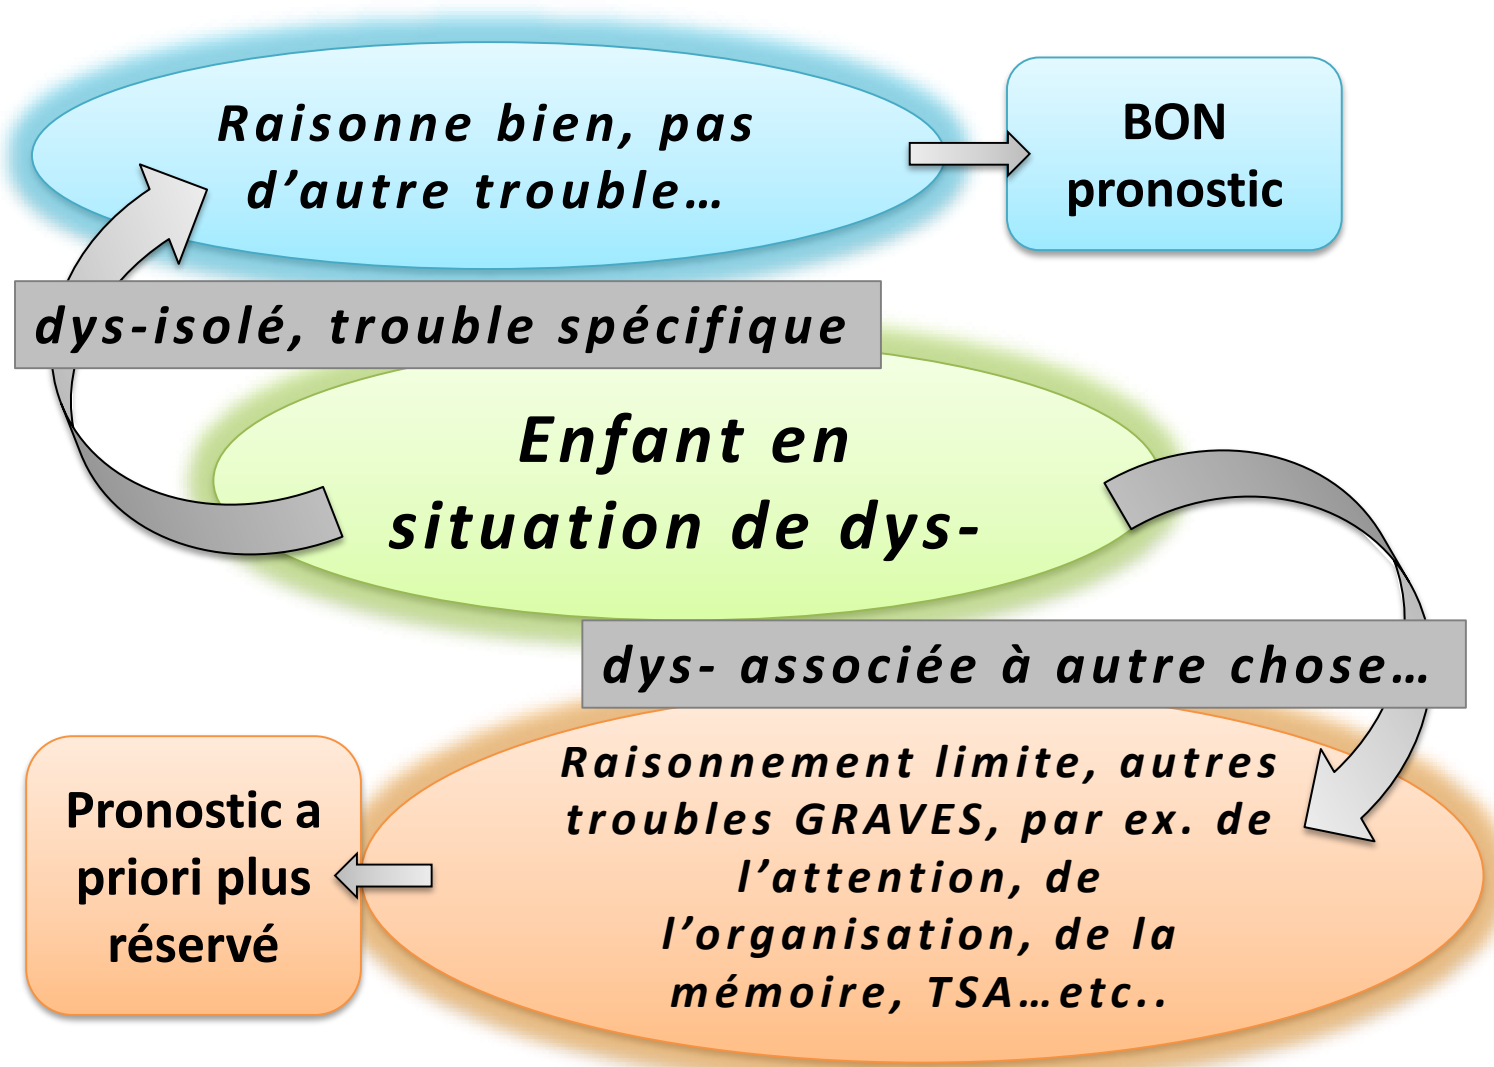 Raisonne bien, pas
d’autre trouble…
BON
pronostic
dys-isolé, trouble spécifique
Enfant en
situation de dys-
dys- associée à autre chose…
Raisonnement limite, autres
troubles GRAVES, par ex. de
l’attention, de
l’organisation, de la
mémoire, TSA…etc..
Pronostic a
priori plus
réservé